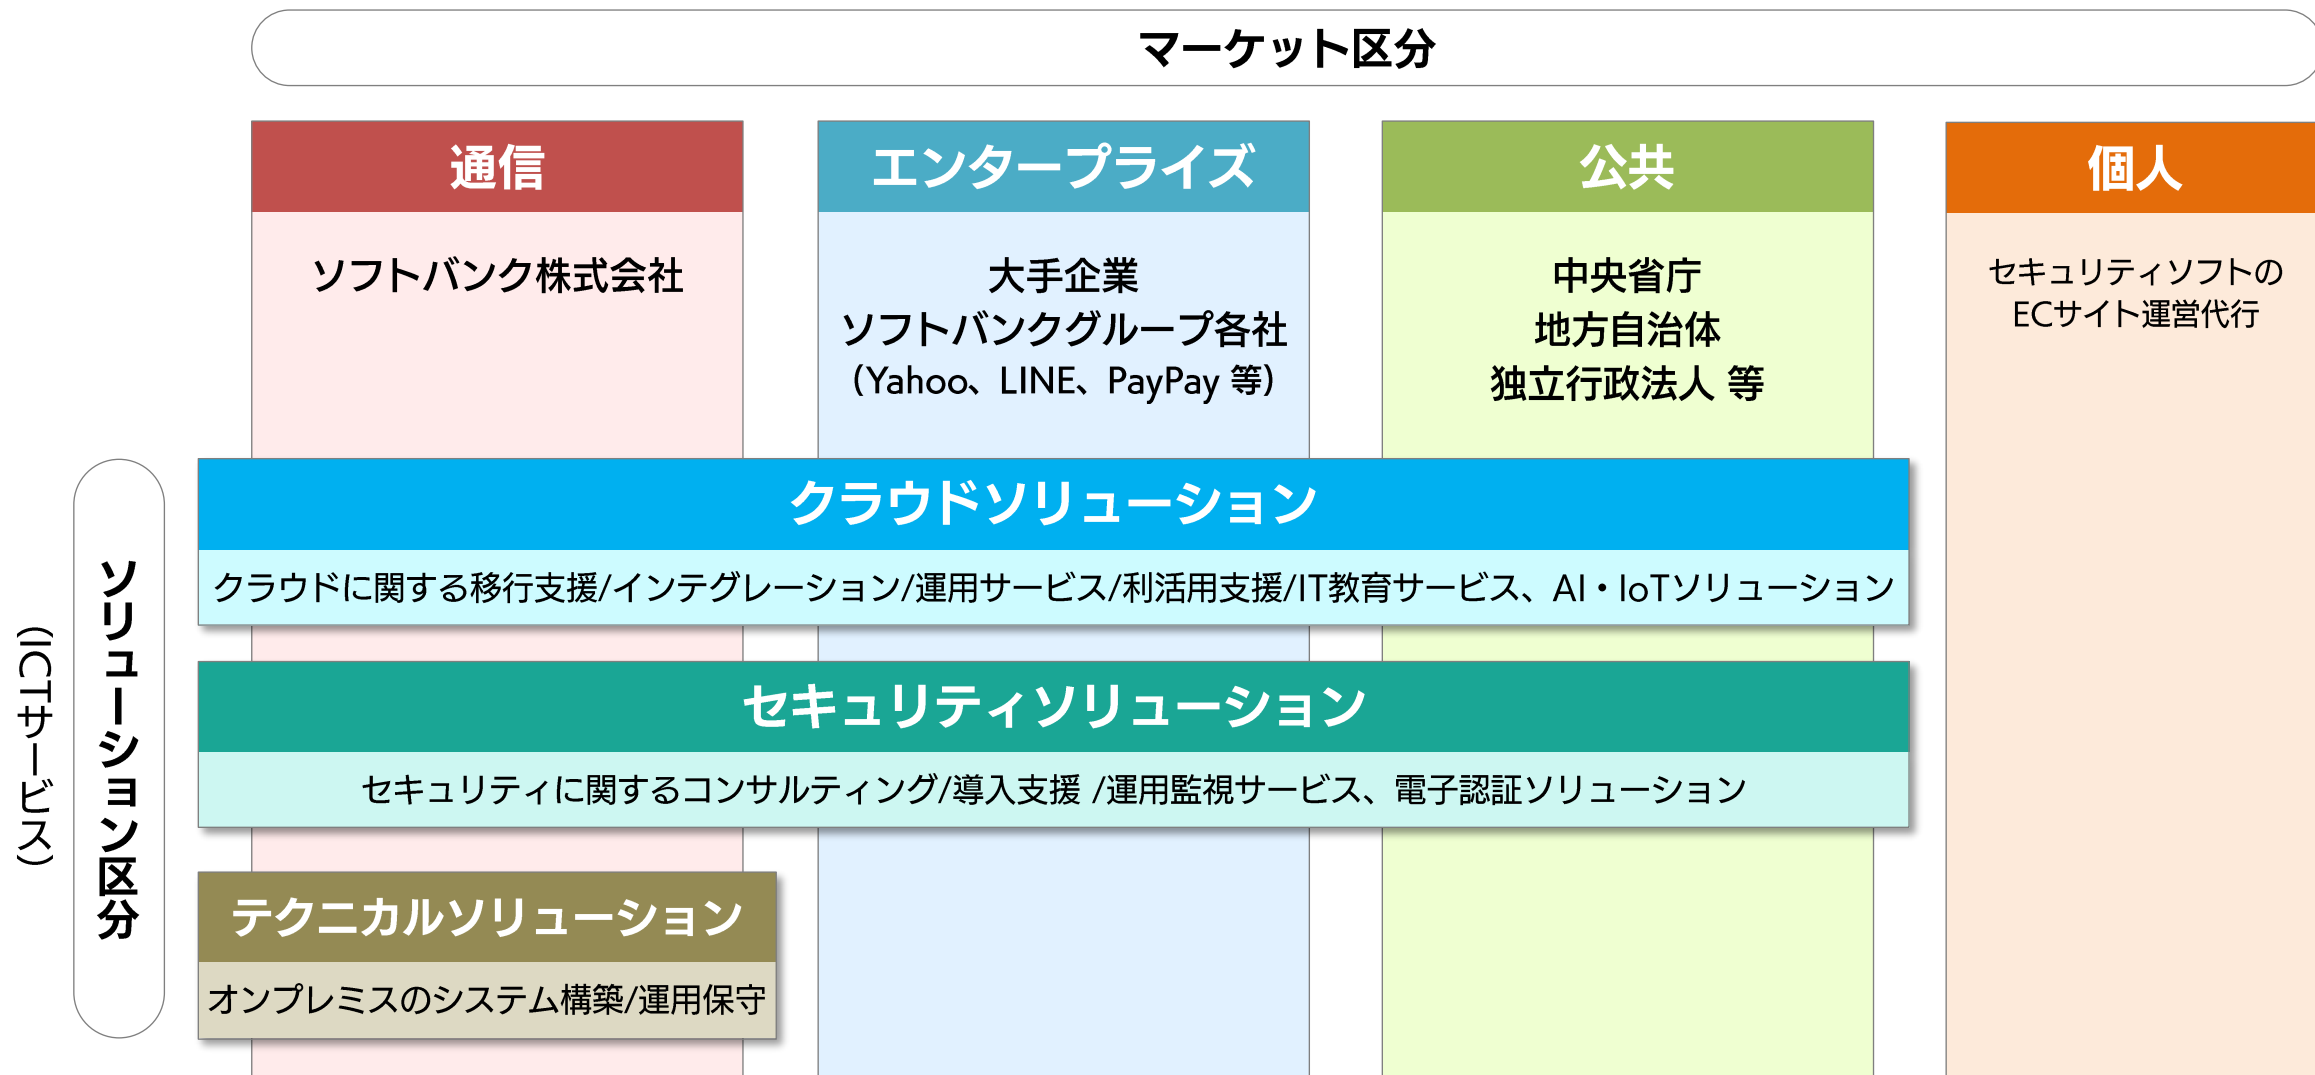 マーケット区分
通信
ソフトバンク株式会社
エンタープライズ
大手企業
ソフトバンクグループ各社
（Yahoo、LINE、PayPay 等）
公共
中央省庁
地方自治体
独立行政法人 等
個人
セキュリティソフトの
ECサイト運営代行
ソリューション区分
（ICTサービス）
クラウドソリューション
クラウドに関する移行支援/インテグレーション/運用サービス/利活用支援/IT教育サービス、AI・IoTソリューション
セキュリティソリューション
セキュリティに関するコンサルティング/導入支援 /運用監視サービス、電子認証ソリューション
テクニカルソリューション
オンプレミスのシステム構築/運用保守